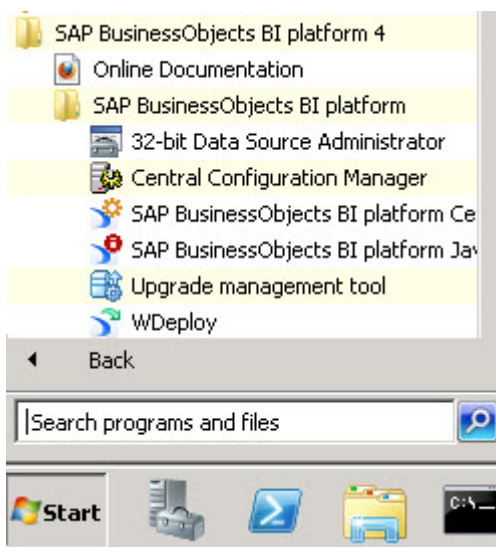 SAP BusinessObjects BI platform 4
Online Documentation
SAP BusinessObjects BI platform
32-bit Data Source Administrator
Central Configuration Manager
SAP BusinessObjects BI platform Ce
SAP BusinessObjects BI platform Jav
Upgrade management tool
WDeploy
Back
Search programs and files
Start
C:\_